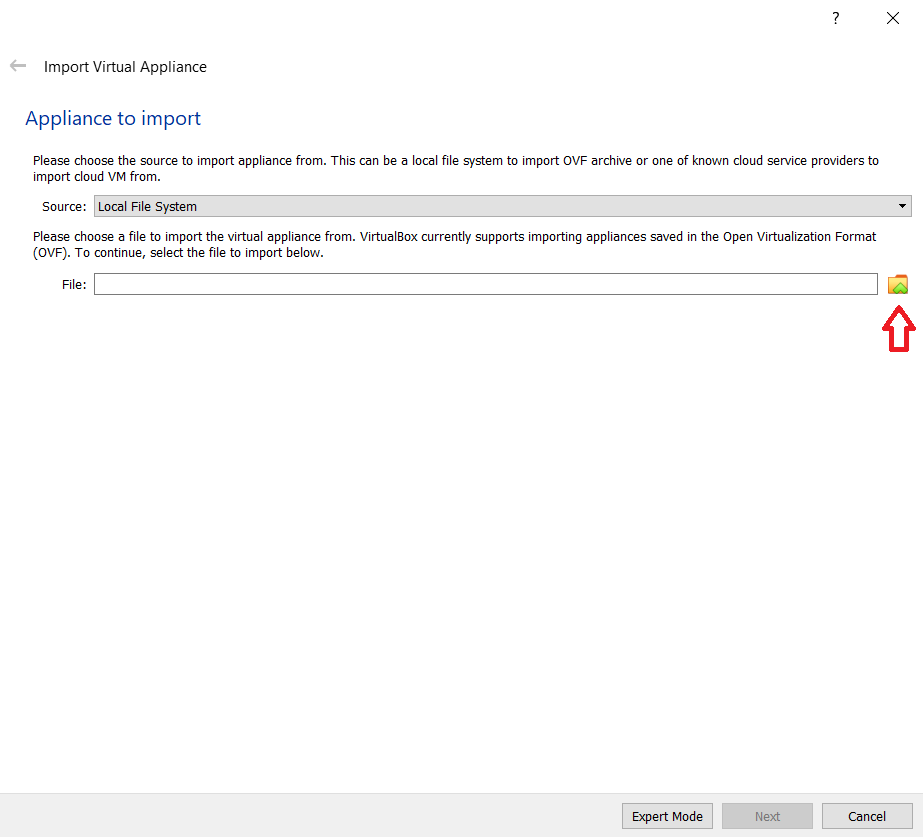 ?
Import Virtual Appliance
Appliance to import
Please choose the source to import appliance from. This can be a local file system to import OVF archive or one of known cloud service providers to
import cloud VM from.
Source: Local File System
Please choose a file to import the virtual appliance from. VirtualBox currently supports importing appliances saved in the Open Virtualization Format
(OVF). To continue, select the file to import below.
File:
Expert Mode Next Cancel